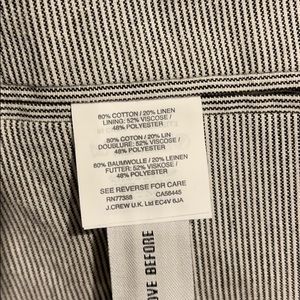 80% COTTON / 20% LINEN
LINING: 52% VISCOSE /
48% POLYESTER
80% COTON / 20% LIN
DOUBLURE: 52% VISCOSE /
48% POLYESTER
80% BAUMWOLLE / 20% LEINEN
FUTTER: 52% VISKOSE /
48% POLYESTER
SEE REVERSE FOR CARE
RN77388 CA58445
J.CREW U.K. Ltd EC4V 6JA
OVE BEFORE